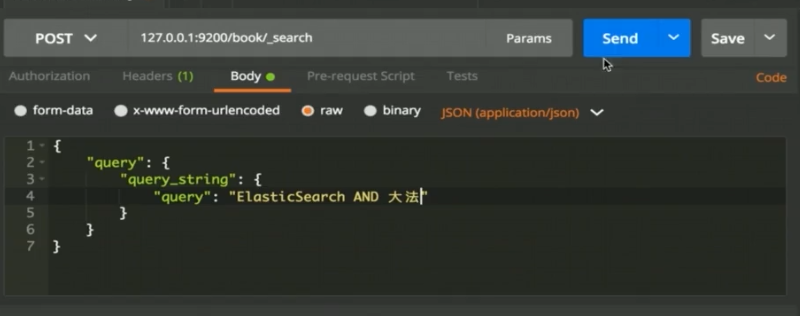 POST 127.0.0.1:9200/book/_search Params Send Save
Authorization Headers (1) Body Pre-request Script Tests Code
form-data x-www-form-urlencoded raw binary JSON (application/json)
1 {
2 "query": {
3 "query_string": {
4 "query": "ElasticSearch AND 大法"
5 }
6 }
7 }